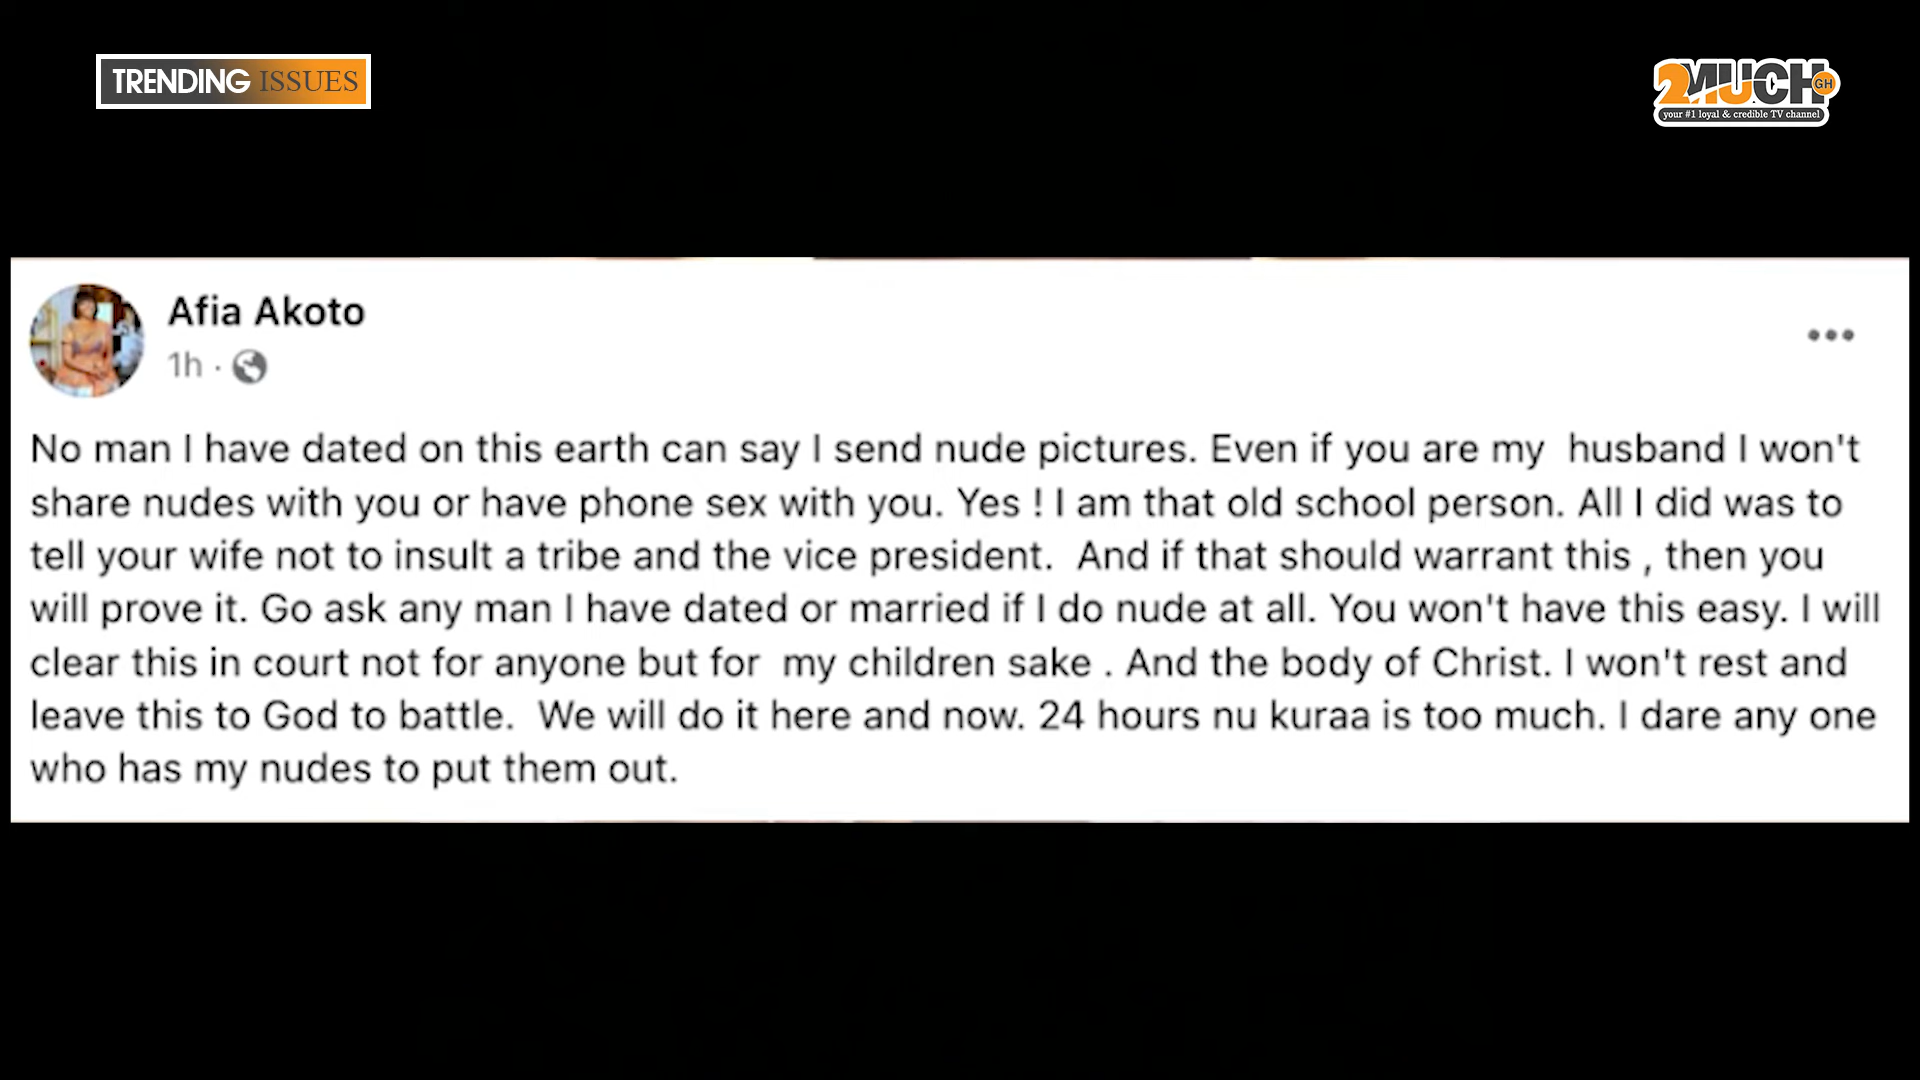 TRENDING ISSUES
2MUCH GH
your #1 loyal & credible TV channel
Afia Akoto
1h ·
No man I have dated on this earth can say I send nude pictures. Even if you are my husband I won't
share nudes with you or have phone sex with you. Yes ! I am that old school person. All I did was to
tell your wife not to insult a tribe and the vice president. And if that should warrant this , then you
will prove it. Go ask any man I have dated or married if I do nude at all. You won't have this easy. I will
clear this in court not for anyone but for my children sake . And the body of Christ. I won't rest and
leave this to God to battle. We will do it here and now. 24 hours nu kuraa is too much. I dare any one
who has my nudes to put them out.